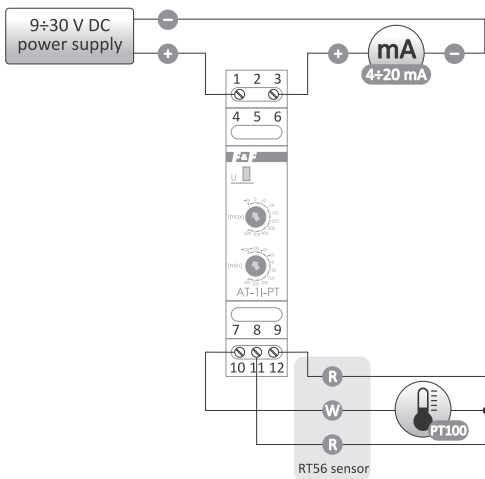 9÷30 V DC
power supply
−
+
+
mA
−
4÷20 mA
1 2 3
4 5 6
F&F
U
[max]
[min]
AT-1I-PT
7 8 9
10 11 12
R
W
R
PT100
RT56 sensor